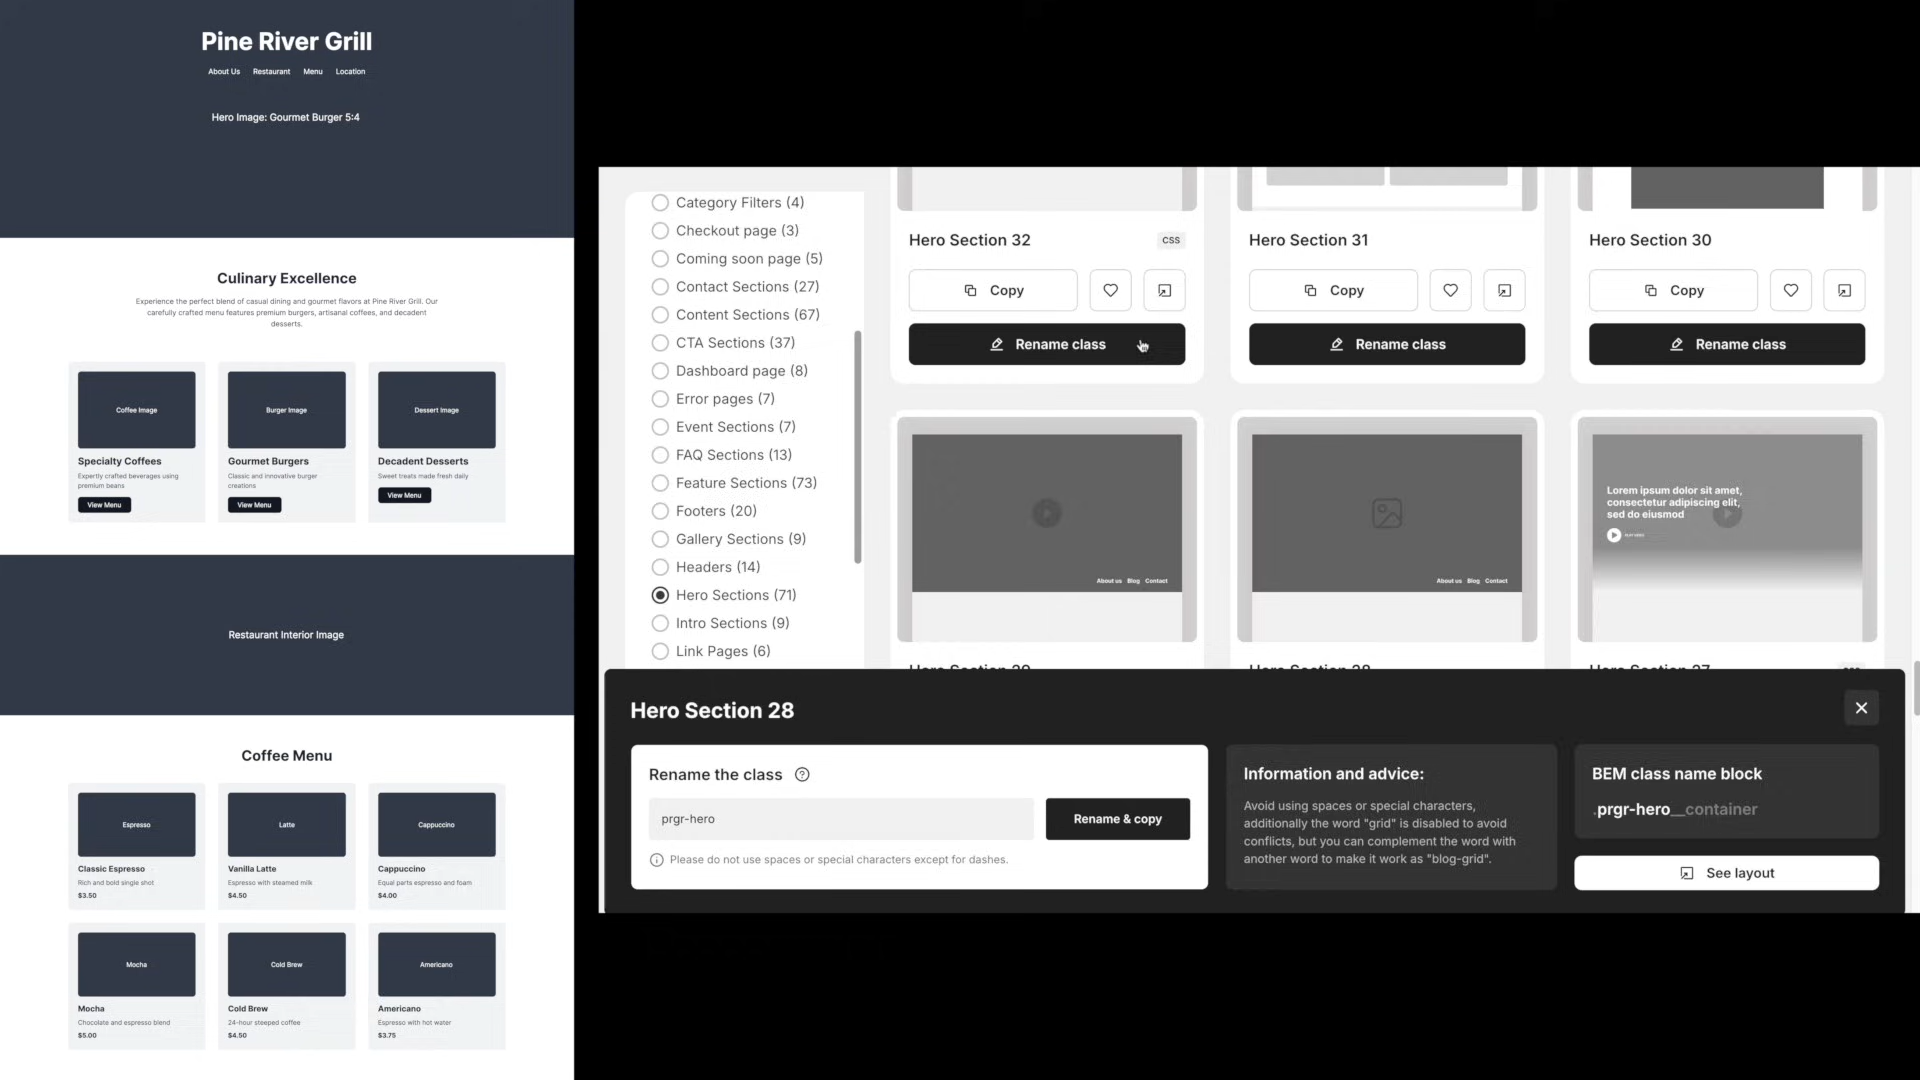 Pine River Grill
About Us Restaurant Menu Location
Hero Image: Gourmet Burger 5:4
Culinary Excellence
Experience the perfect blend of casual dining and gourmet flavors at Pine River Grill. Our
carefully crafted menu features premium burgers, artisanal coffees, and decadent
desserts.
Coffee Image
Specialty Coffees
Expertly crafted beverages using
premium beans
View Menu
Burger Image
Gourmet Burgers
Classic and innovative burger
creations
View Menu
Dessert Image
Decadent Desserts
Sweet treats made fresh daily
View Menu
Restaurant Interior Image
Coffee Menu
Espresso
Classic Espresso
Rich and bold single shot
$3.50
Latte
Vanilla Latte
Espresso with steamed milk
$4.50
Cappuccino
Cappuccino
Equal parts espresso and foam
$4.00
Mocha
Mocha
Chocolate and espresso blend
$5.00
Cold Brew
Cold Brew
24-hour steeped coffee
$4.50
Americano
Americano
Espresso with hot water
$3.75
Category Filters (4)
Checkout page (3)
Coming soon page (5)
Contact Sections (27)
Content Sections (67)
CTA Sections (37)
Dashboard page (8)
Error pages (7)
Event Sections (7)
FAQ Sections (13)
Feature Sections (73)
Footers (20)
Gallery Sections (9)
Headers (14)
Hero Sections (71)
Intro Sections (9)
Link Pages (6)
Hero Section 32 CSS
Copy
Rename class
Hero Section 31
Copy
Rename class
Hero Section 30
Copy
Rename class
About us Blog Contact
About us Blog Contact
Lorem ipsum dolor sit amet,
consectetur adipiscing elit,
sed do eiusmod
PLAY VIDEO
Hero Section 28
Rename the class
prgr-hero
Rename & copy
Please do not use spaces or special characters except for dashes.
Information and advice:
Avoid using spaces or special characters,
additionally the word "grid" is disabled to avoid
conflicts, but you can complement the word with
another word to make it work as "blog-grid".
BEM class name block
.prgr-hero__container
See layout